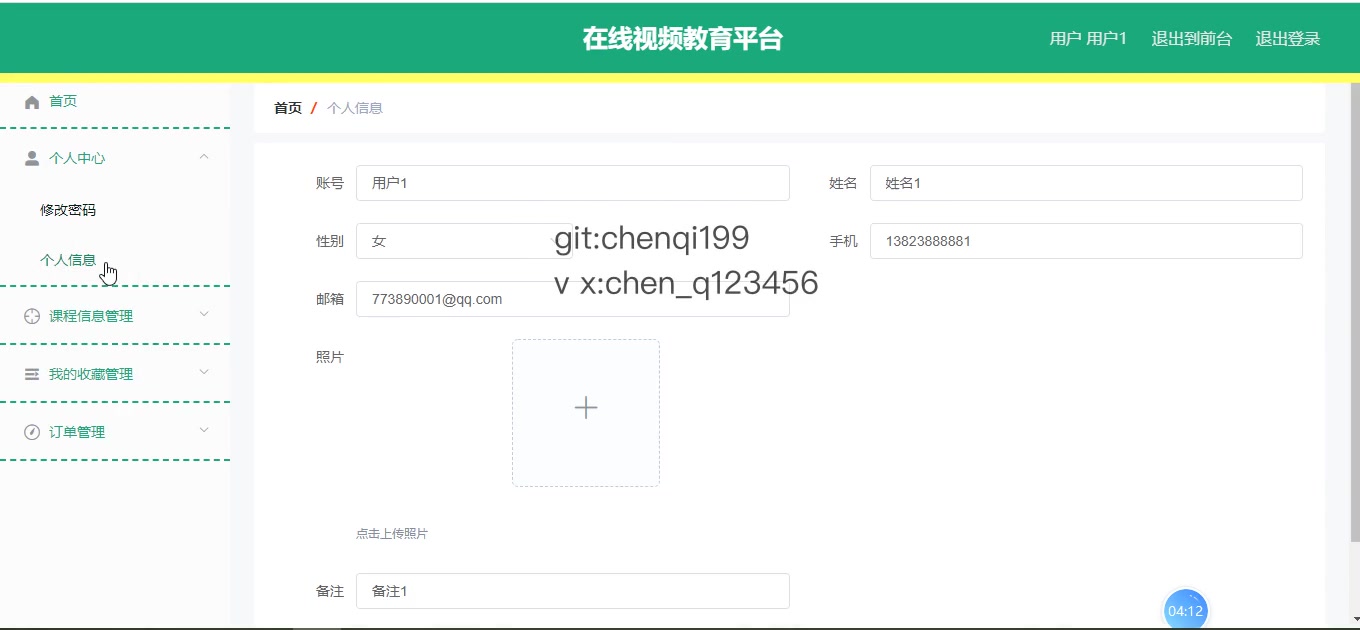 在线视频教育平台
用户 用户1 退出到前台 退出登录
首页
个人中心
修改密码
个人信息
课程信息管理
我的收藏管理
订单管理
首页 / 个人信息
账号 用户1
姓名 姓名1
性别 女
手机 13823888881
邮箱 773890001@qq.com
git:chenqi199
v x:chen_q123456
照片
点击上传照片
备注 备注1
04:12